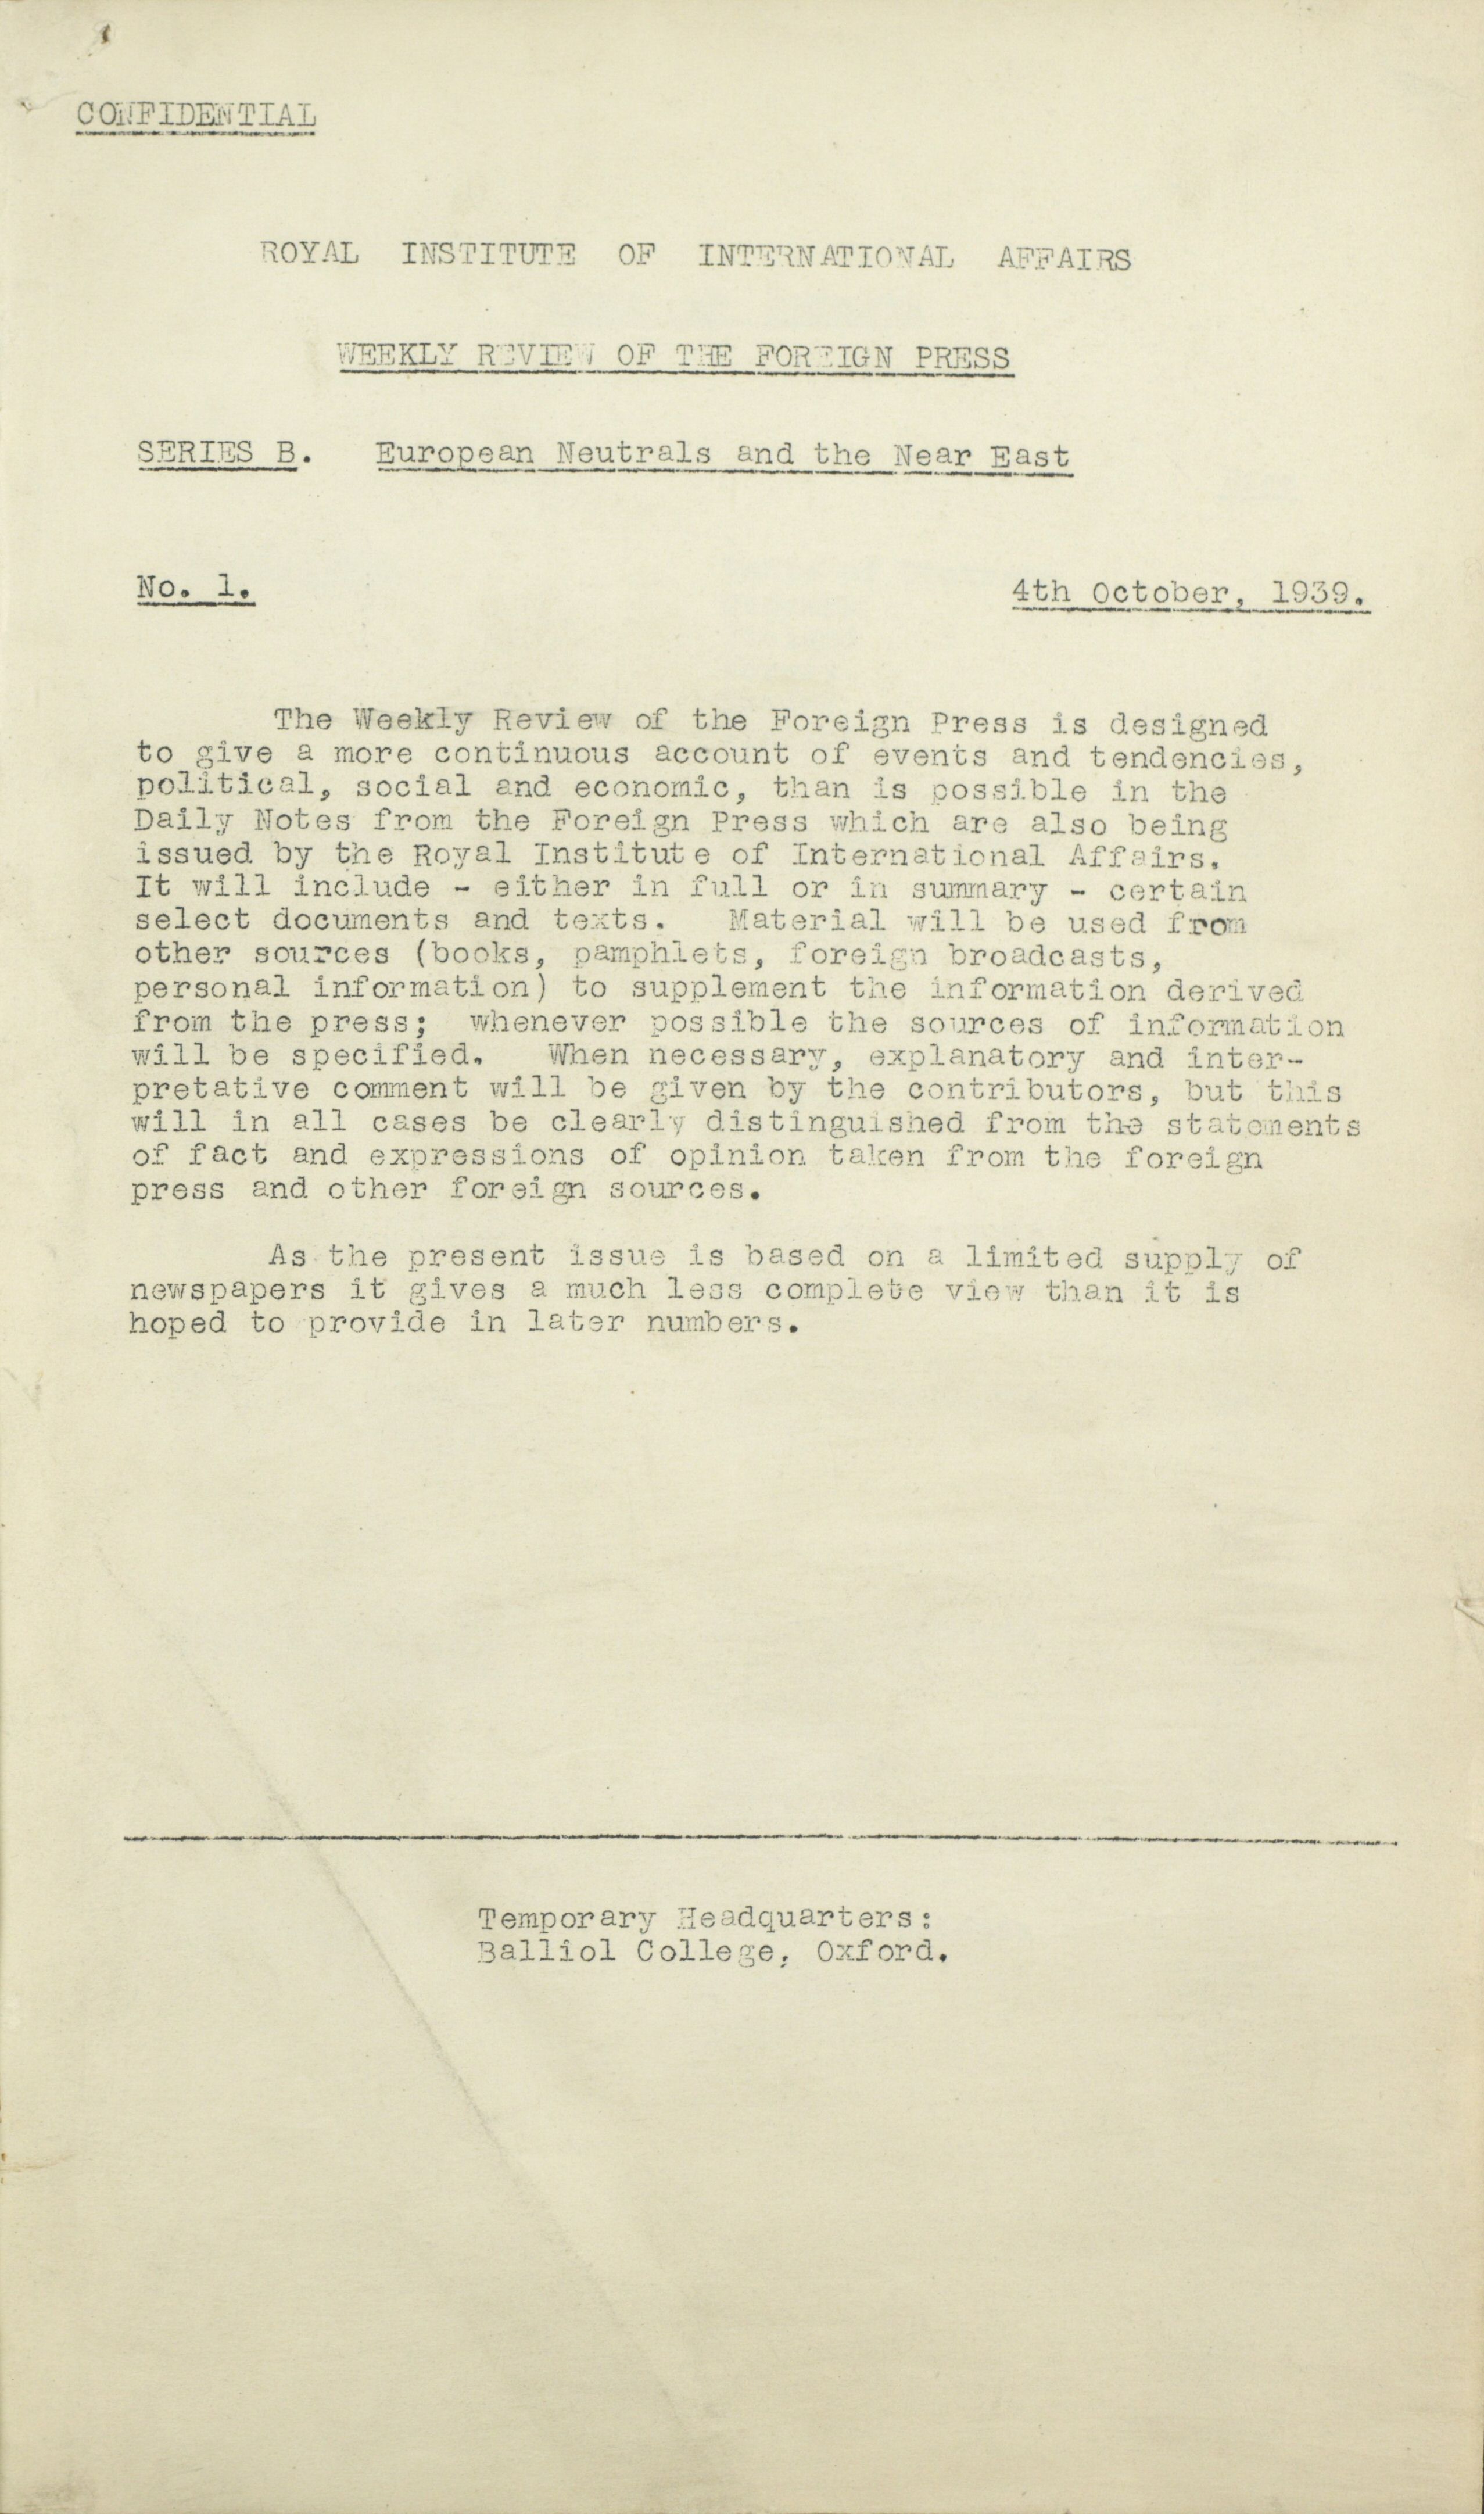 CONFIDENTIAL
ROYAL INSTITUTE OF INTERNATIONAL AFFAIRS
WEEKLY REVIEW OF THE FOREIGN PRESS
SERIES B. European Neutrals and the Near East
No. 1. 4th October, 1939.
The Weekly Review of the Foreign Press is designed
to give a more continuous account of events and tendencies,
political, social and economic, than is possible in the
Daily Notes from the Foreign Press which are also being
issued by the Royal Institute of International Affairs.
It will include - either in full or in summary - certain
select documents and texts. Material will be used from
other sources (books, pamphlets, foreign broadcasts,
personal information) to supplement the information derived
from the press; whenever possible the sources of information
will be specified. When necessary, explanatory and inter-
pretative comment will be given by the contributors, but this
will in all cases be clearly distinguished from the statements
of fact and expressions of opinion taken from the foreign
press and other foreign sources.
As the present issue is based on a limited supply of
newspapers it gives a much less complete view than it is
hoped to provide in later numbers.
Temporary Headquarters:
Balliol College, Oxford.